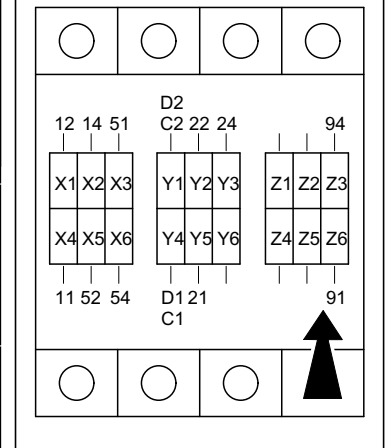 D2
12 14 51 C2 22 24 94
X1 X2 X3 Y1 Y2 Y3 Z1 Z2 Z3
X4 X5 X6 Y4 Y5 Y6 Z4 Z5 Z6
11 52 54 D1 21 91
C1